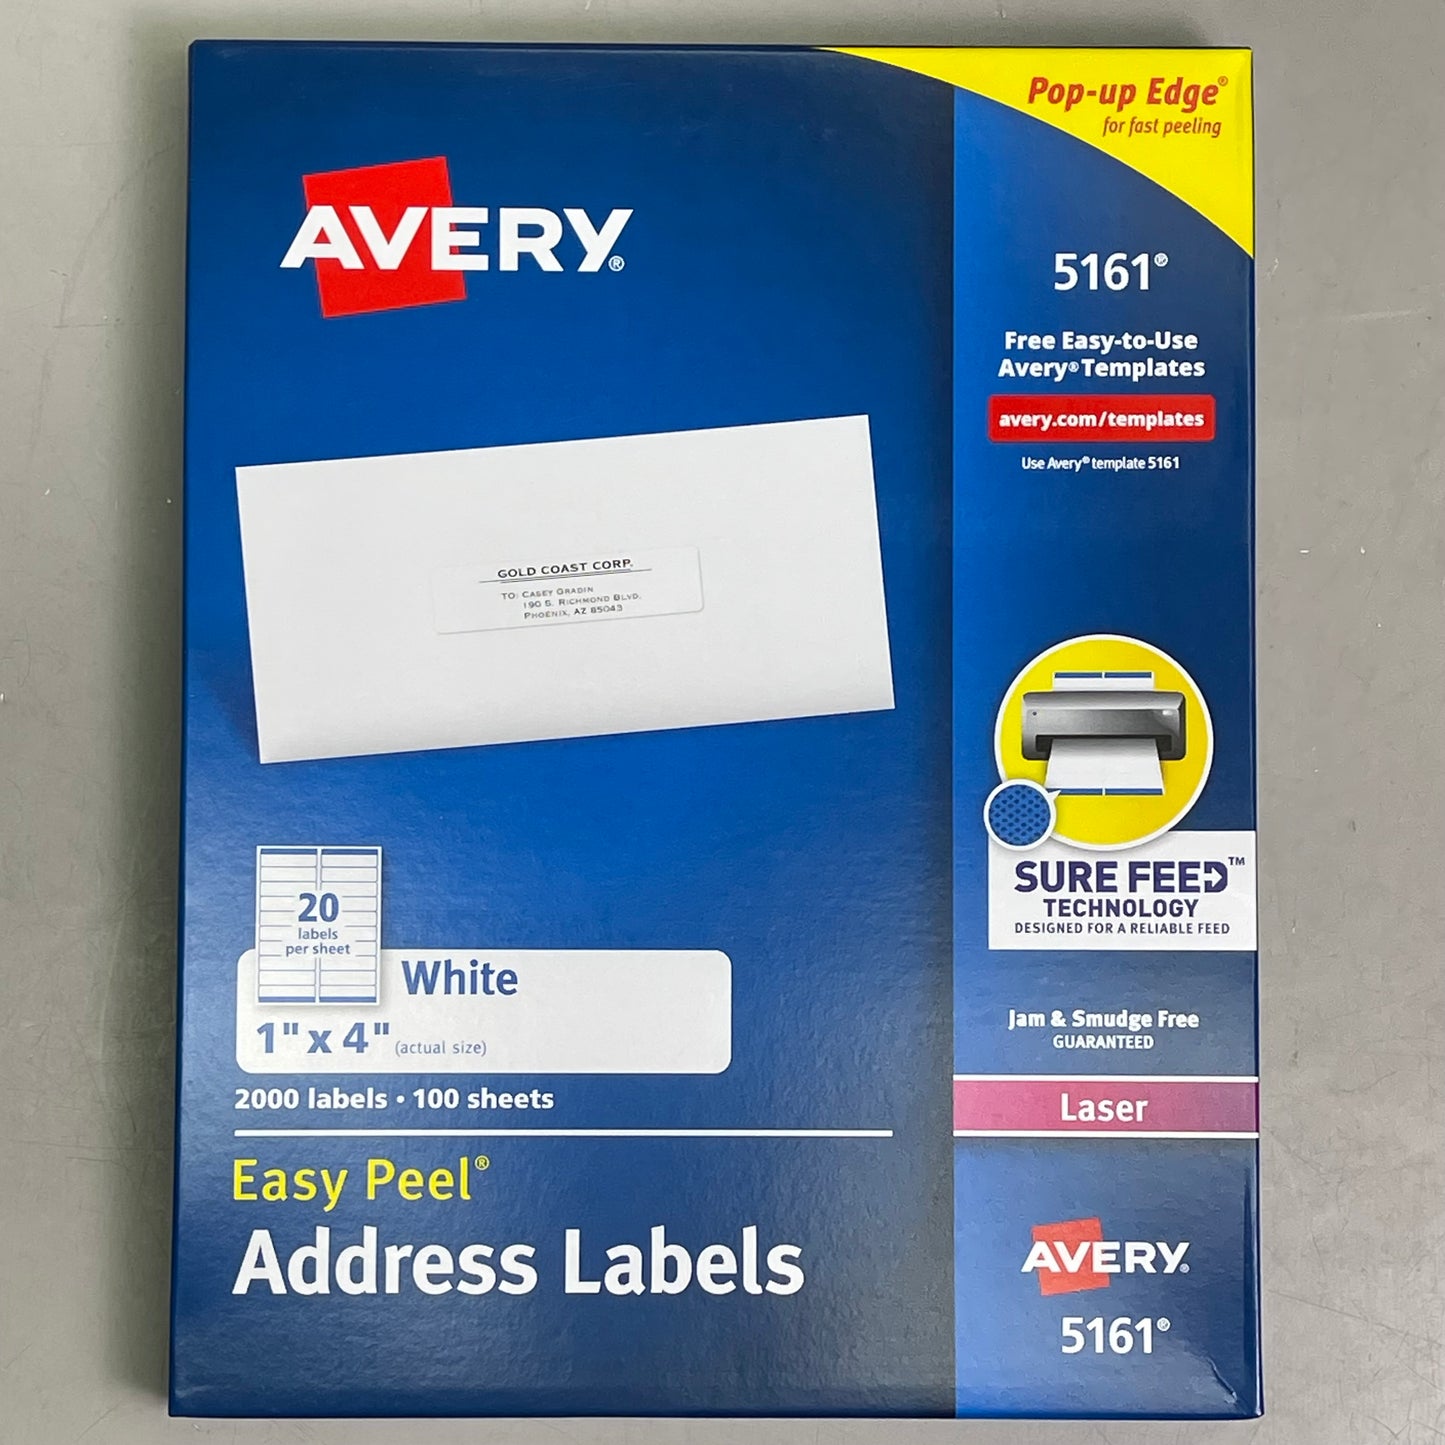 Pop-up Edge®
for fast peeling
AVERY®
5161®
Free Easy-to-Use
Avery® Templates
avery.com/templates
Use Avery® template 5161
GOLD COAST CORP.
TO: CASEY GRADIN
190 S. RICHMOND BLVD.
PHOENIX, AZ 85043
SURE FEED™
TECHNOLOGY
DESIGNED FOR A RELIABLE FEED
20
labels
per sheet
White
1" x 4" (actual size)
2000 labels • 100 sheets
Jam & Smudge Free
GUARANTEED
Laser
Easy Peel®
Address Labels
AVERY®
5161®